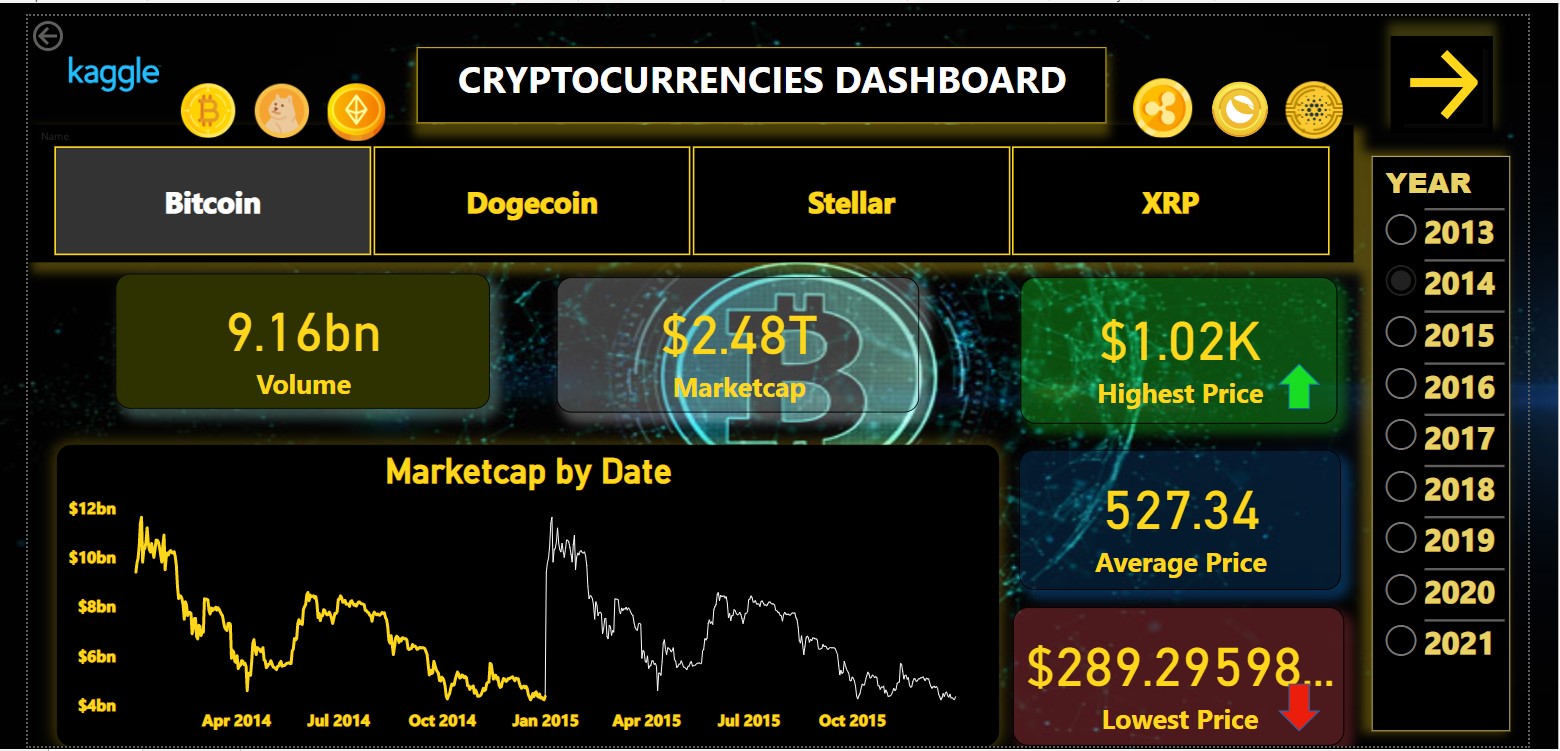 kaggle
CRYPTOCURRENCIES DASHBOARD
Name
Bitcoin
Dogecoin
Stellar
XRP
YEAR
2013
2014
2015
2016
2017
2018
2019
2020
2021
9.16bn
Volume
$2.48T
Marketcap
$1.02K
Highest Price
527.34
Average Price
$289.29598...
Lowest Price
Marketcap by Date
$12bn
$10bn
$8bn
$6bn
$4bn
Apr 2014 Jul 2014 Oct 2014 Jan 2015 Apr 2015 Jul 2015 Oct 2015